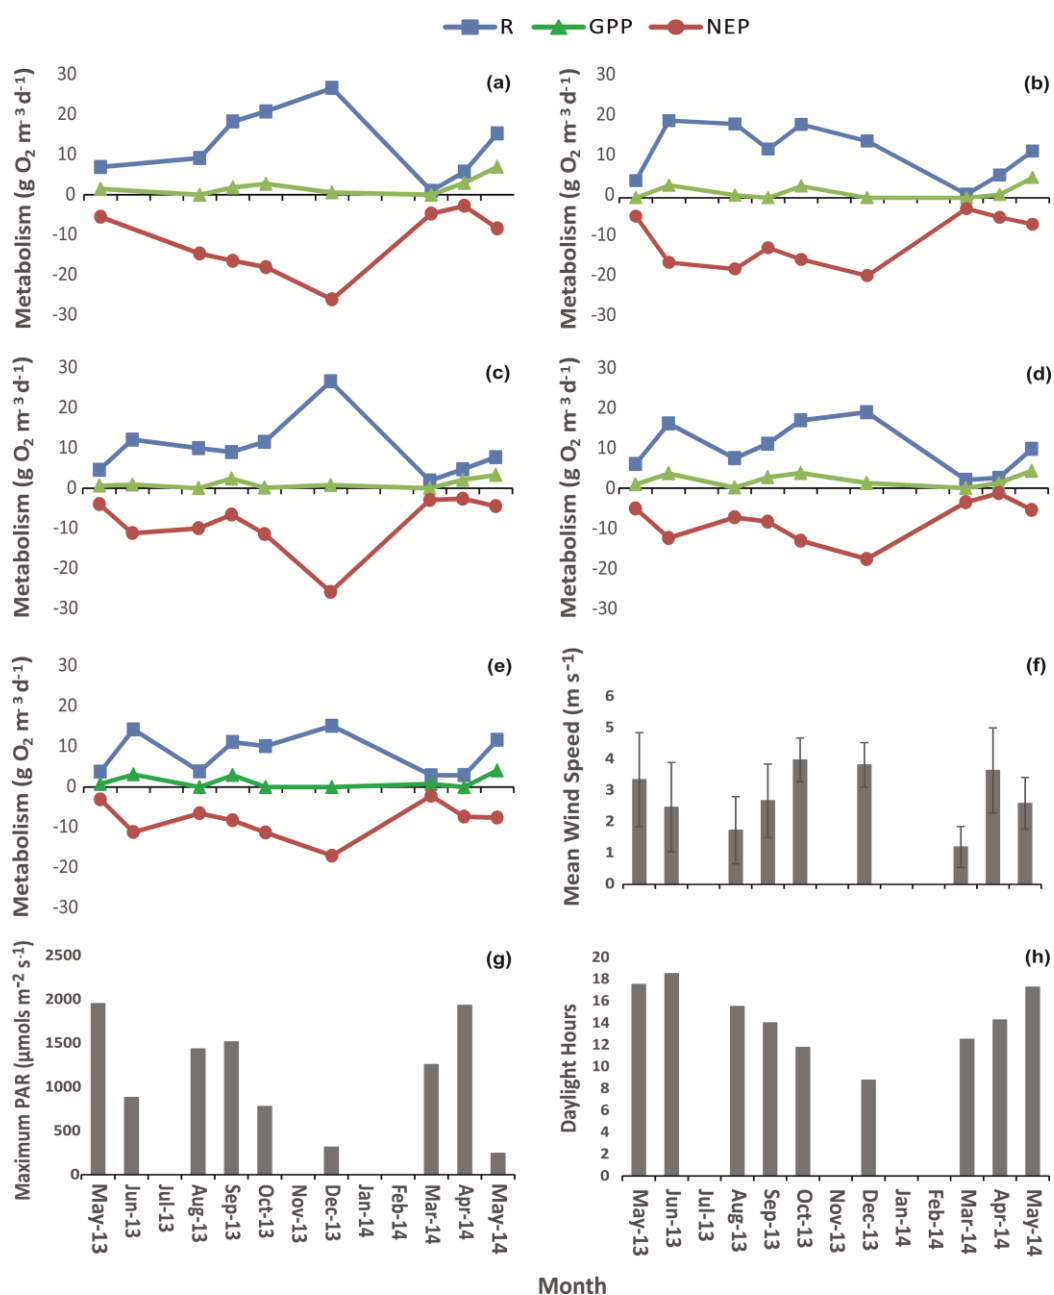 R GPP NEP
Metabolism (g O₂ m⁻³ d⁻¹)
30
20
10
0
-10
-20
-30
(a)
Metabolism (g O₂ m⁻³ d⁻¹)
30
20
10
0
-10
-20
-30
(b)
Metabolism (g O₂ m⁻³ d⁻¹)
30
20
10
0
-10
-20
-30
(c)
Metabolism (g O₂ m⁻³ d⁻¹)
30
20
10
0
-10
-20
-30
(d)
Metabolism (g O₂ m⁻³ d⁻¹)
30
20
10
0
-10
-20
-30
(e)
Mean Wind Speed (m s⁻¹)
6
5
4
3
2
1
0
(f)
Maximum PAR (µmols m⁻² s⁻¹)
2500
2000
1500
1000
500
0
(g)
May-13
Jun-13
Jul-13
Aug-13
Sep-13
Oct-13
Nov-13
Dec-13
Jan-14
Feb-14
Mar-14
Apr-14
May-14
Daylight Hours
20
18
16
14
12
10
8
6
4
2
0
(h)
May-13
Jun-13
Jul-13
Aug-13
Sep-13
Oct-13
Nov-13
Dec-13
Jan-14
Feb-14
Mar-14
Apr-14
May-14
Month